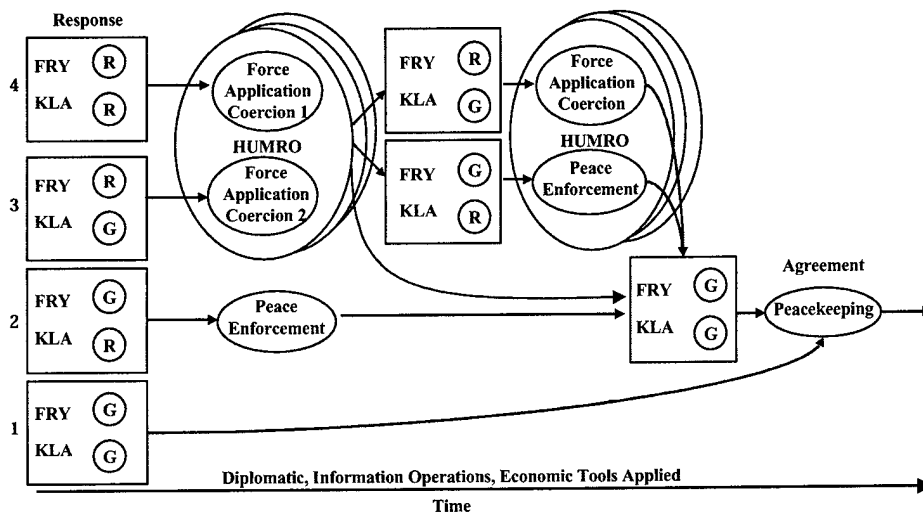 Response
4
FRY R
KLA R
Force
Application
Coercion 1
HUMRO
Force
Application
Coercion 2
3
FRY R
KLA G
2
FRY G
KLA R
Peace
Enforcement
1
FRY G
KLA G
FRY R
KLA G
FRY G
KLA R
Force
Application
Coercion
HUMRO
Peace
Enforcement
FRY G
KLA G
Agreement
Peacekeeping
Diplomatic, Information Operations, Economic Tools Applied
Time